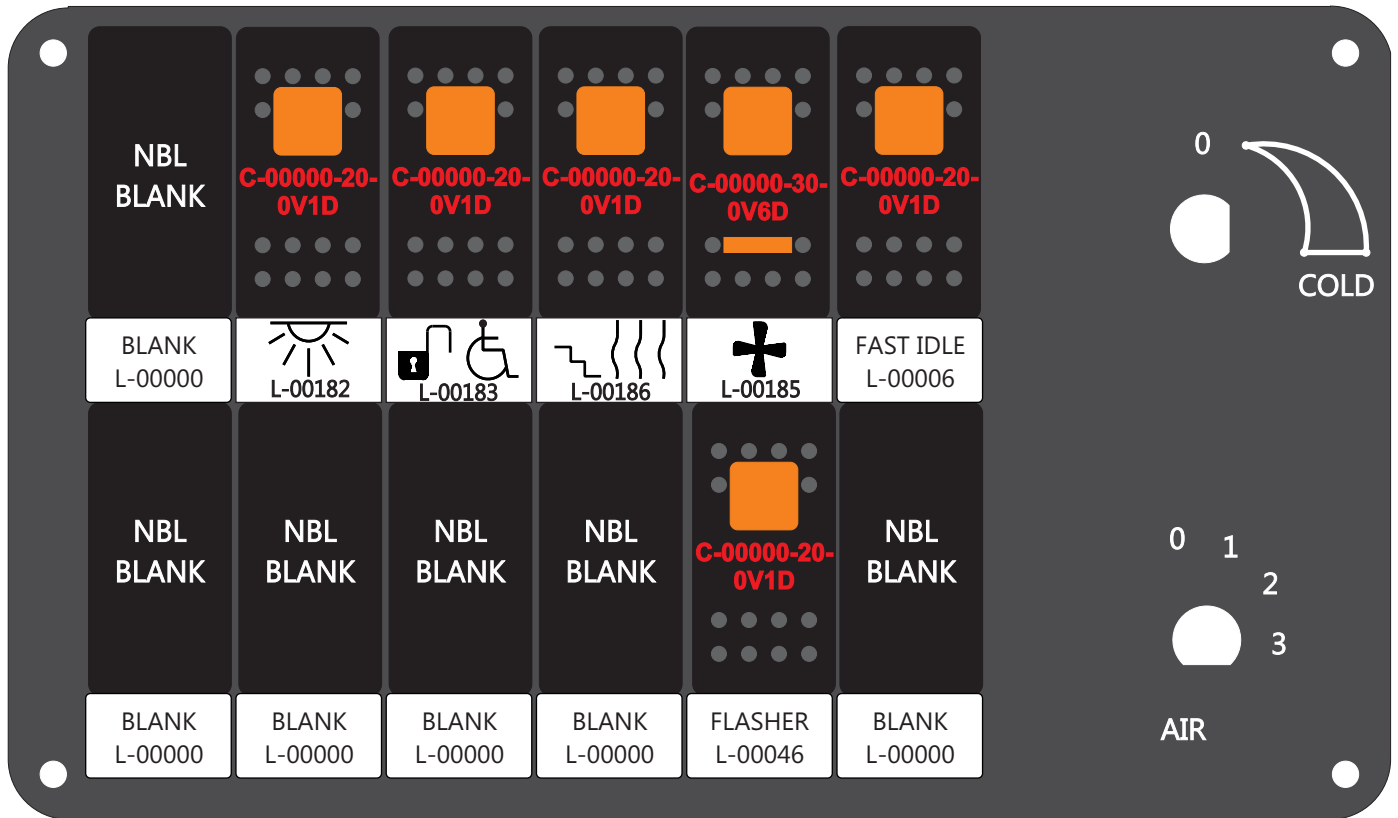 NBL
BLANK
C-00000-20-
0V1D
C-00000-20-
0V1D
C-00000-20-
0V1D
C-00000-30-
0V6D
C-00000-20-
0V1D
0
COLD
BLANK
L-00000
L-00182
L-00183
L-00186
L-00185
FAST IDLE
L-00006
NBL
BLANK
NBL
BLANK
NBL
BLANK
NBL
BLANK
C-00000-20-
0V1D
NBL
BLANK
0
1
2
3
BLANK
L-00000
BLANK
L-00000
BLANK
L-00000
BLANK
L-00000
FLASHER
L-00046
BLANK
L-00000
AIR